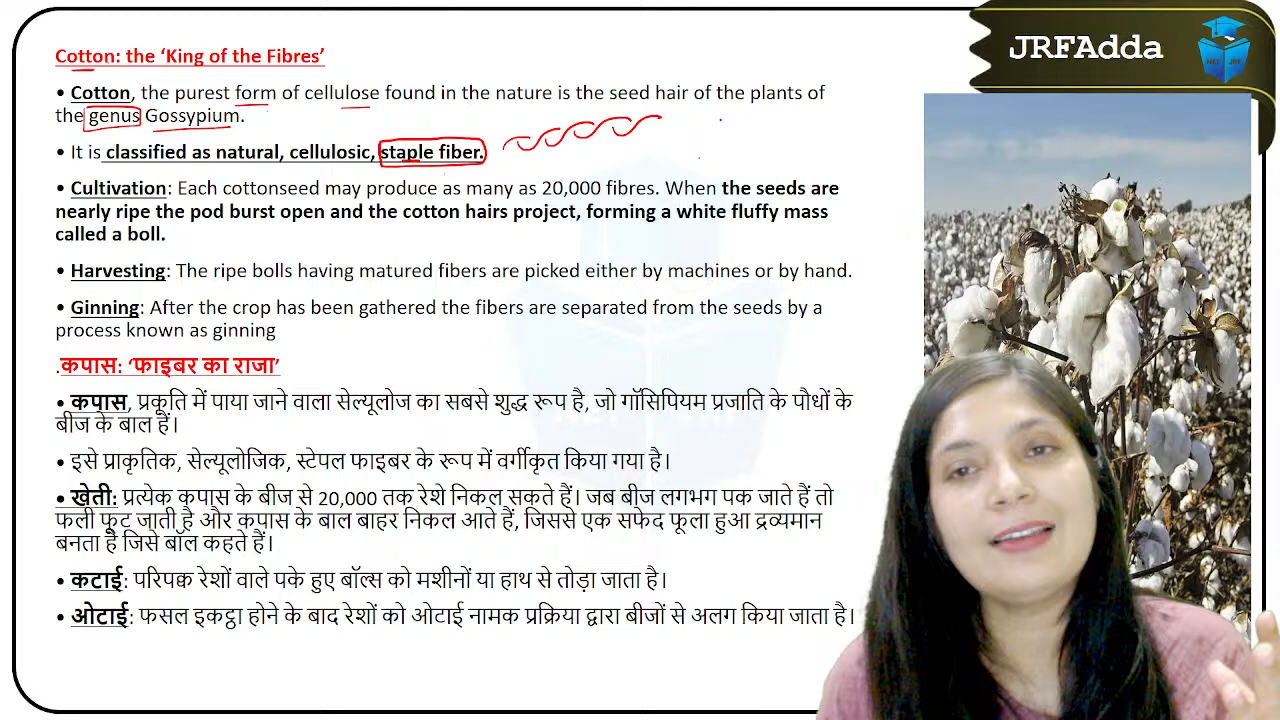 Cotton: the ‘King of the Fibres’
• Cotton, the purest form of cellulose found in the nature is the seed hair of the plants of
the genus Gossypium.
• It is classified as natural, cellulosic, staple fiber.
• Cultivation: Each cottonseed may produce as many as 20,000 fibres. When the seeds are
nearly ripe the pod burst open and the cotton hairs project, forming a white fluffy mass
called a boll.
• Harvesting: The ripe bolls having matured fibers are picked either by machines or by hand.
• Ginning: After the crop has been gathered the fibers are separated from the seeds by a
process known as ginning
.कपास: ‘फाइबर का राजा’
• कपास, प्रकृति में पाया जाने वाला सेल्यूलोज का सबसे शुद्ध रूप है, जो गॉसिपियम प्रजाति के पौधों के
बीज के बाल हैं।
• इसे प्राकृतिक, सेल्यूलोजिक, स्टेपल फाइबर के रूप में वर्गीकृत किया गया है।
• खेती: प्रत्येक कपास के बीज से 20,000 तक रेशे निकल सकते हैं। जब बीज लगभग पक जाते हैं तो
फली फूट जाती है और कपास के बाल बाहर निकल आते हैं, जिससे एक सफेद फूला हुआ द्रव्यमान
बनता है जिसे बॉल कहते हैं।
• कटाई: परिपक्व रेशों वाले पके हुए बॉल्स को मशीनों या हाथ से तोड़ा जाता है।
• ओटाई: फसल इकट्ठा होने के बाद रेशों को ओटाई नामक प्रक्रिया द्वारा बीजों से अलग किया जाता है।
JRFAdda
NET JRF